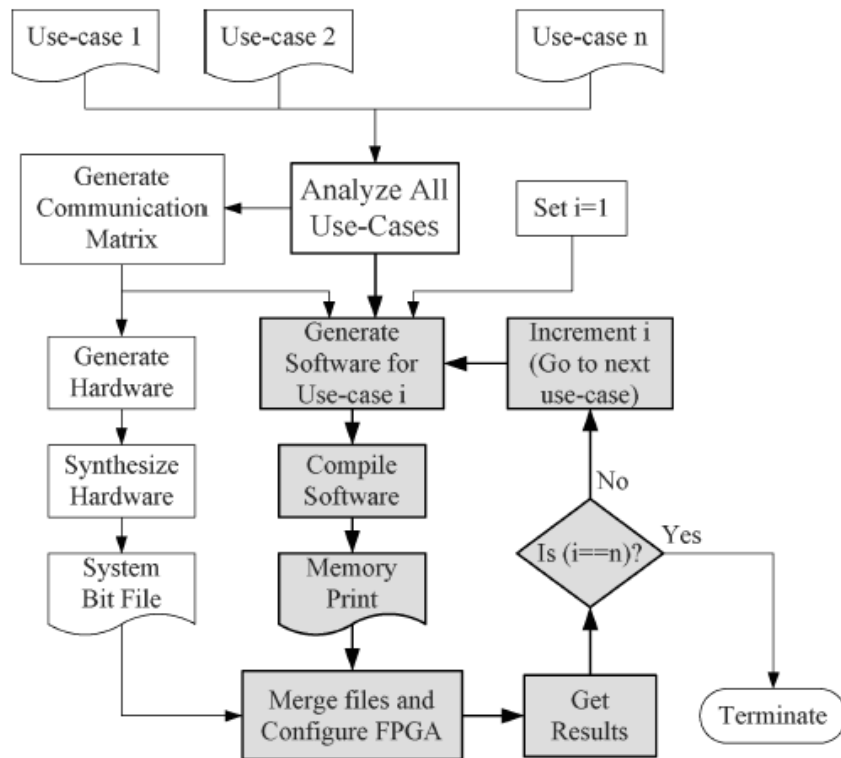 Use-case 1
Use-case 2
Use-case n
Generate
Communication
Matrix
Analyze All
Use-Cases
Set i=1
Generate
Hardware
Generate
Software for
Use-case i
Increment i
(Go to next
use-case)
Synthesize
Hardware
Compile
Software
No
Is (i==n)?
Yes
System
Bit File
Memory
Print
Merge files and
Configure FPGA
Get
Results
Terminate